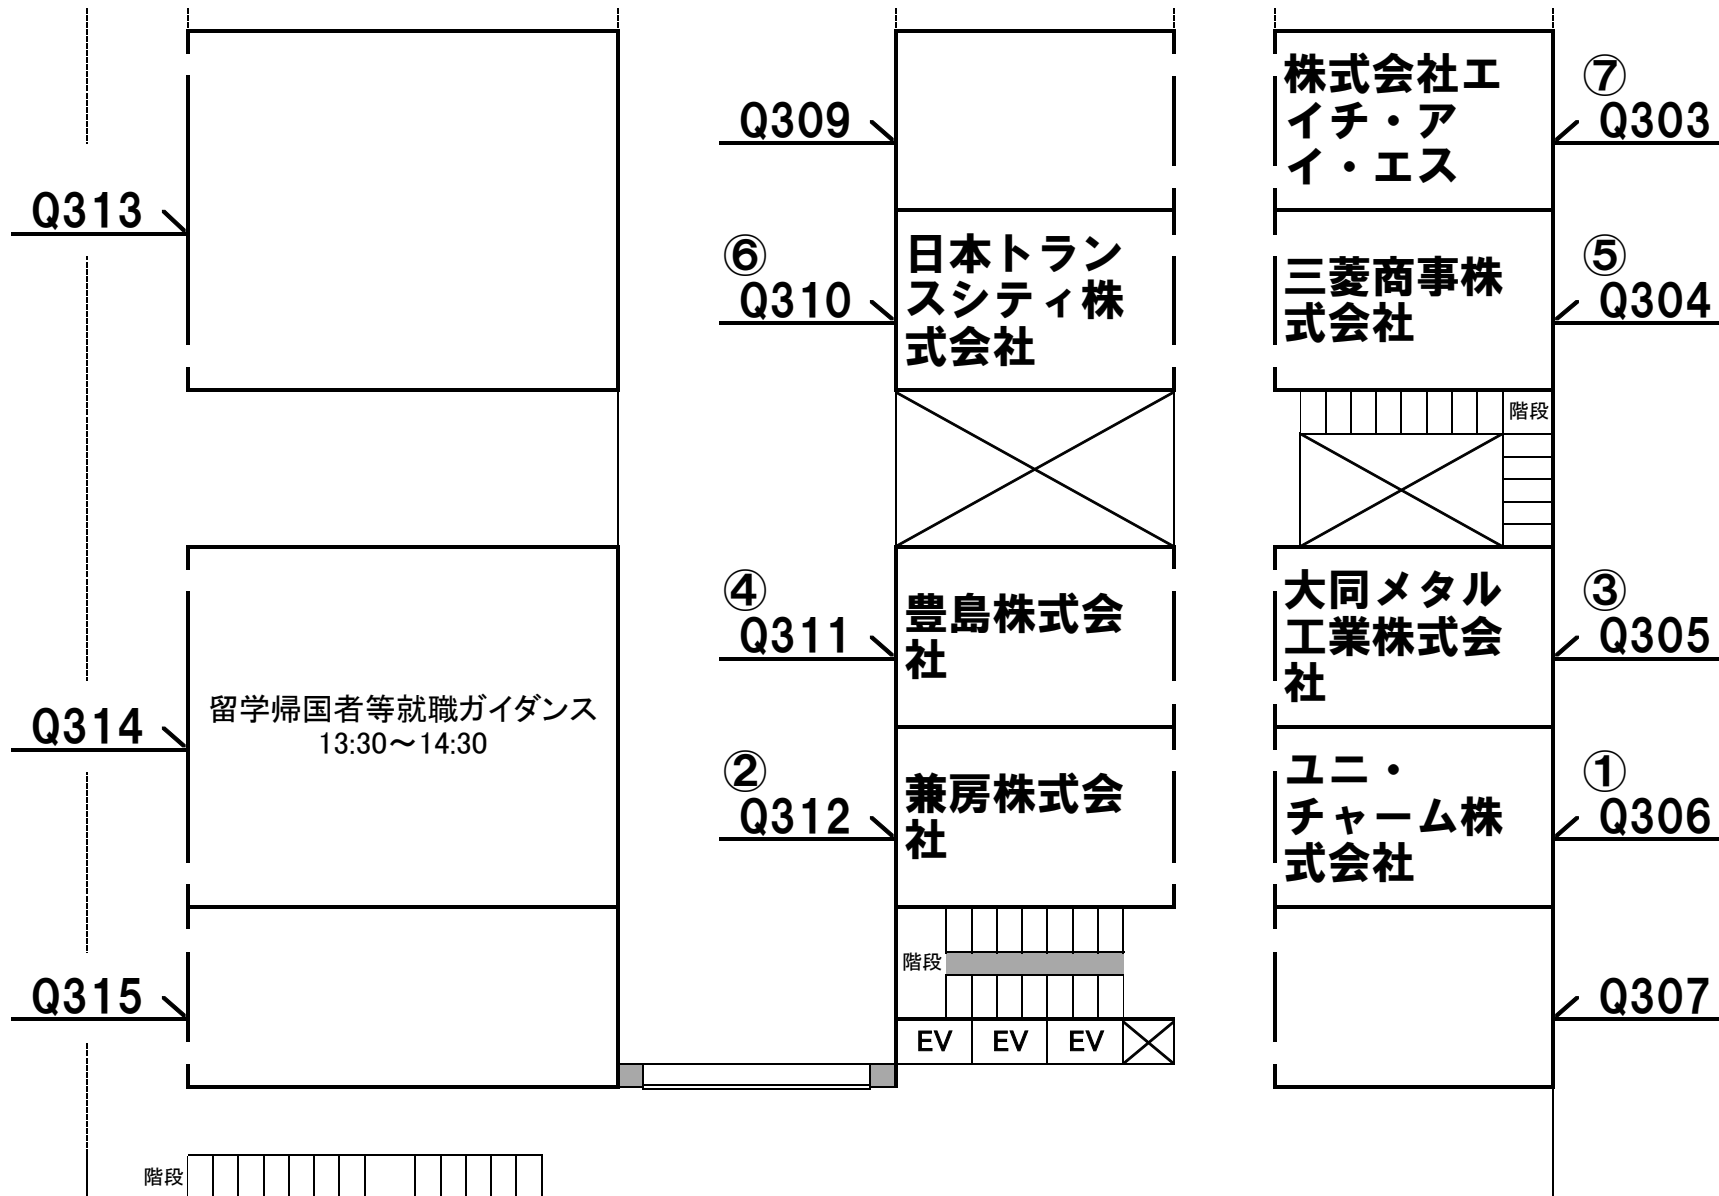 株式会社エ
イチ・ア
イ・エス
⑦
Q303
Q309
Q313
⑥
Q310
日本トラン
スシティ株
式会社
三菱商事株
式会社
⑤
Q304
階段
④
Q311
豊島株式会
社
大同メタル
工業株式会
社
③
Q305
Q314
留学帰国者等就職ガイダンス
13:30～14:30
②
Q312
兼房株式会
社
ユニ・
チャーム株
式会社
①
Q306
階段
Q315
EV
EV
EV
Q307
階段